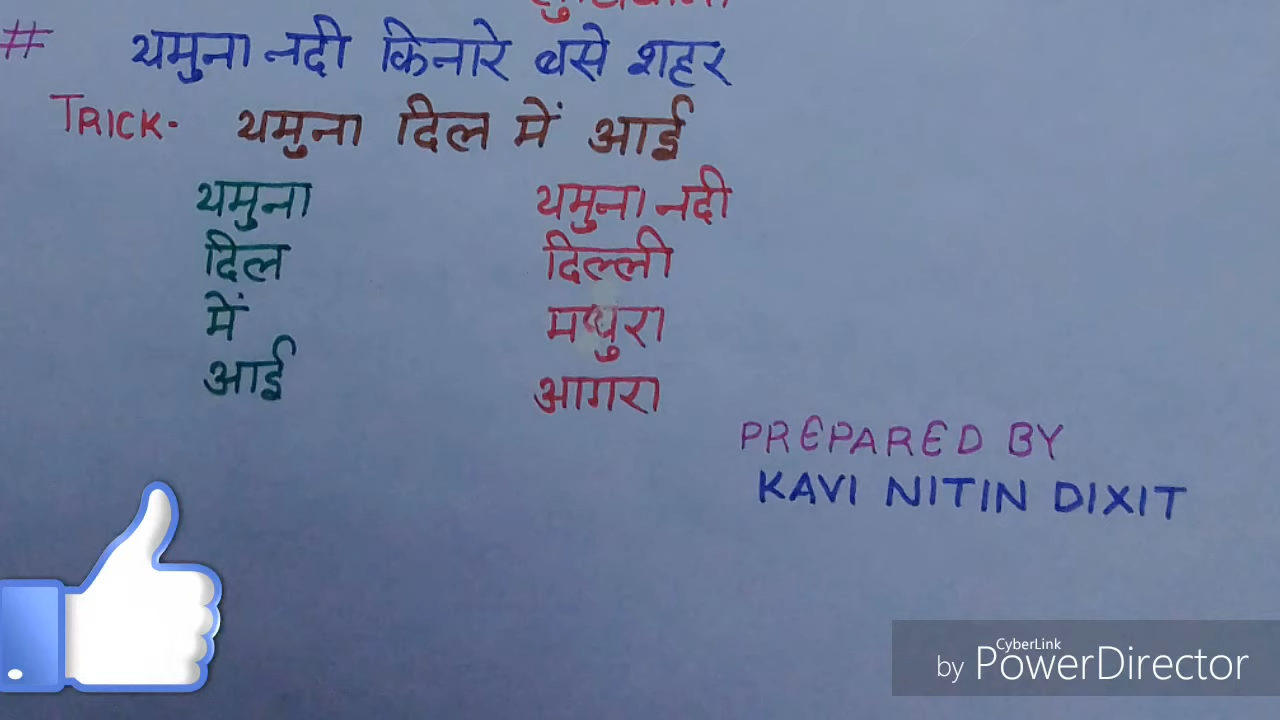 # यमुना नदी किनारे बसे शहर
TRICK- यमुना दिल में आई
यमुना यमुना नदी
दिल दिल्ली
में मथुरा
आई आगरा
PREPARED BY
KAVI NITIN DIXIT
CyberLink
by PowerDirector